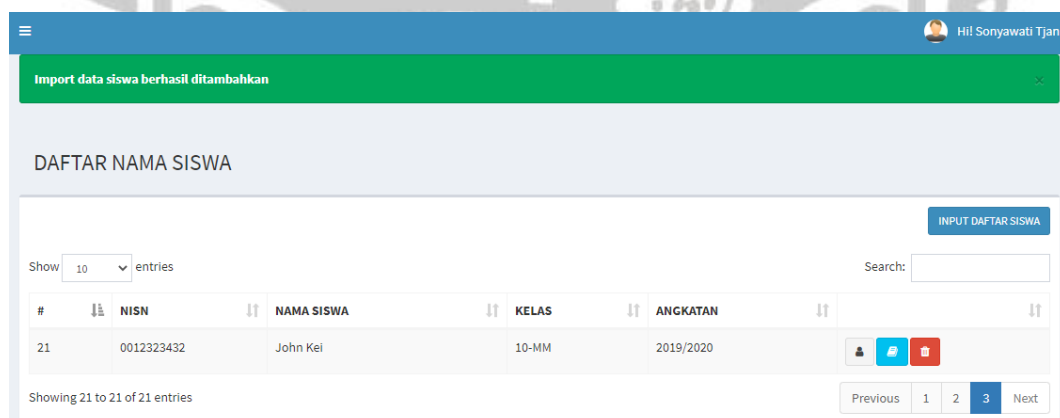 Hi! Sonyawati Tjan
Import data siswa berhasil ditambahkan ×
DAFTAR NAMA SISWA
INPUT DAFTAR SISWA
Show 10 entries Search:
# NISN NAMA SISWA KELAS ANGKATAN
21 0012323432 John Kei 10-MM 2019/2020
Showing 21 to 21 of 21 entries Previous 1 2 3 Next